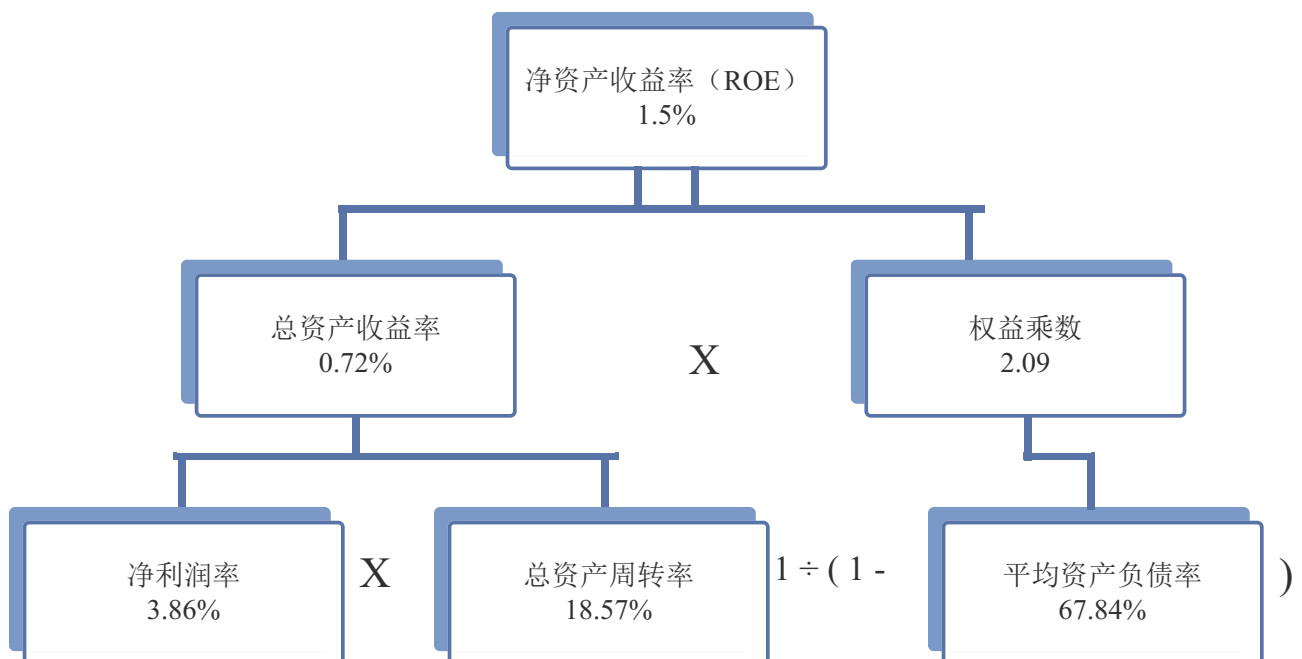 净资产收益率（ROE）
1.5%
总资产收益率
0.72%
X
权益乘数
2.09
净利润率
3.86%
X
总资产周转率
18.57%
1 ÷ ( 1 -
平均资产负债率
67.84%
)